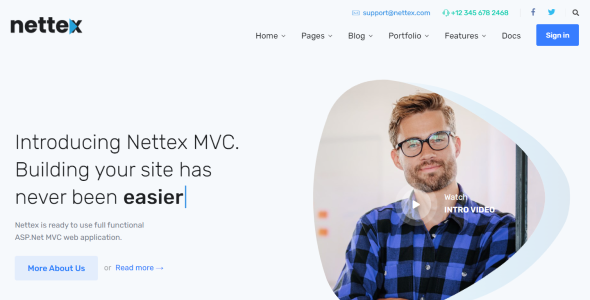 support@nettex.com +12 345 678 2468
nettex
Home Pages Blog Portfolio Features Docs Sign in
Introducing Nettex MVC.
Building your site has
never been easier
Watch
INTRO VIDEO
Nettex is ready to use full functional
ASP.Net MVC web application.
More About Us or Read more